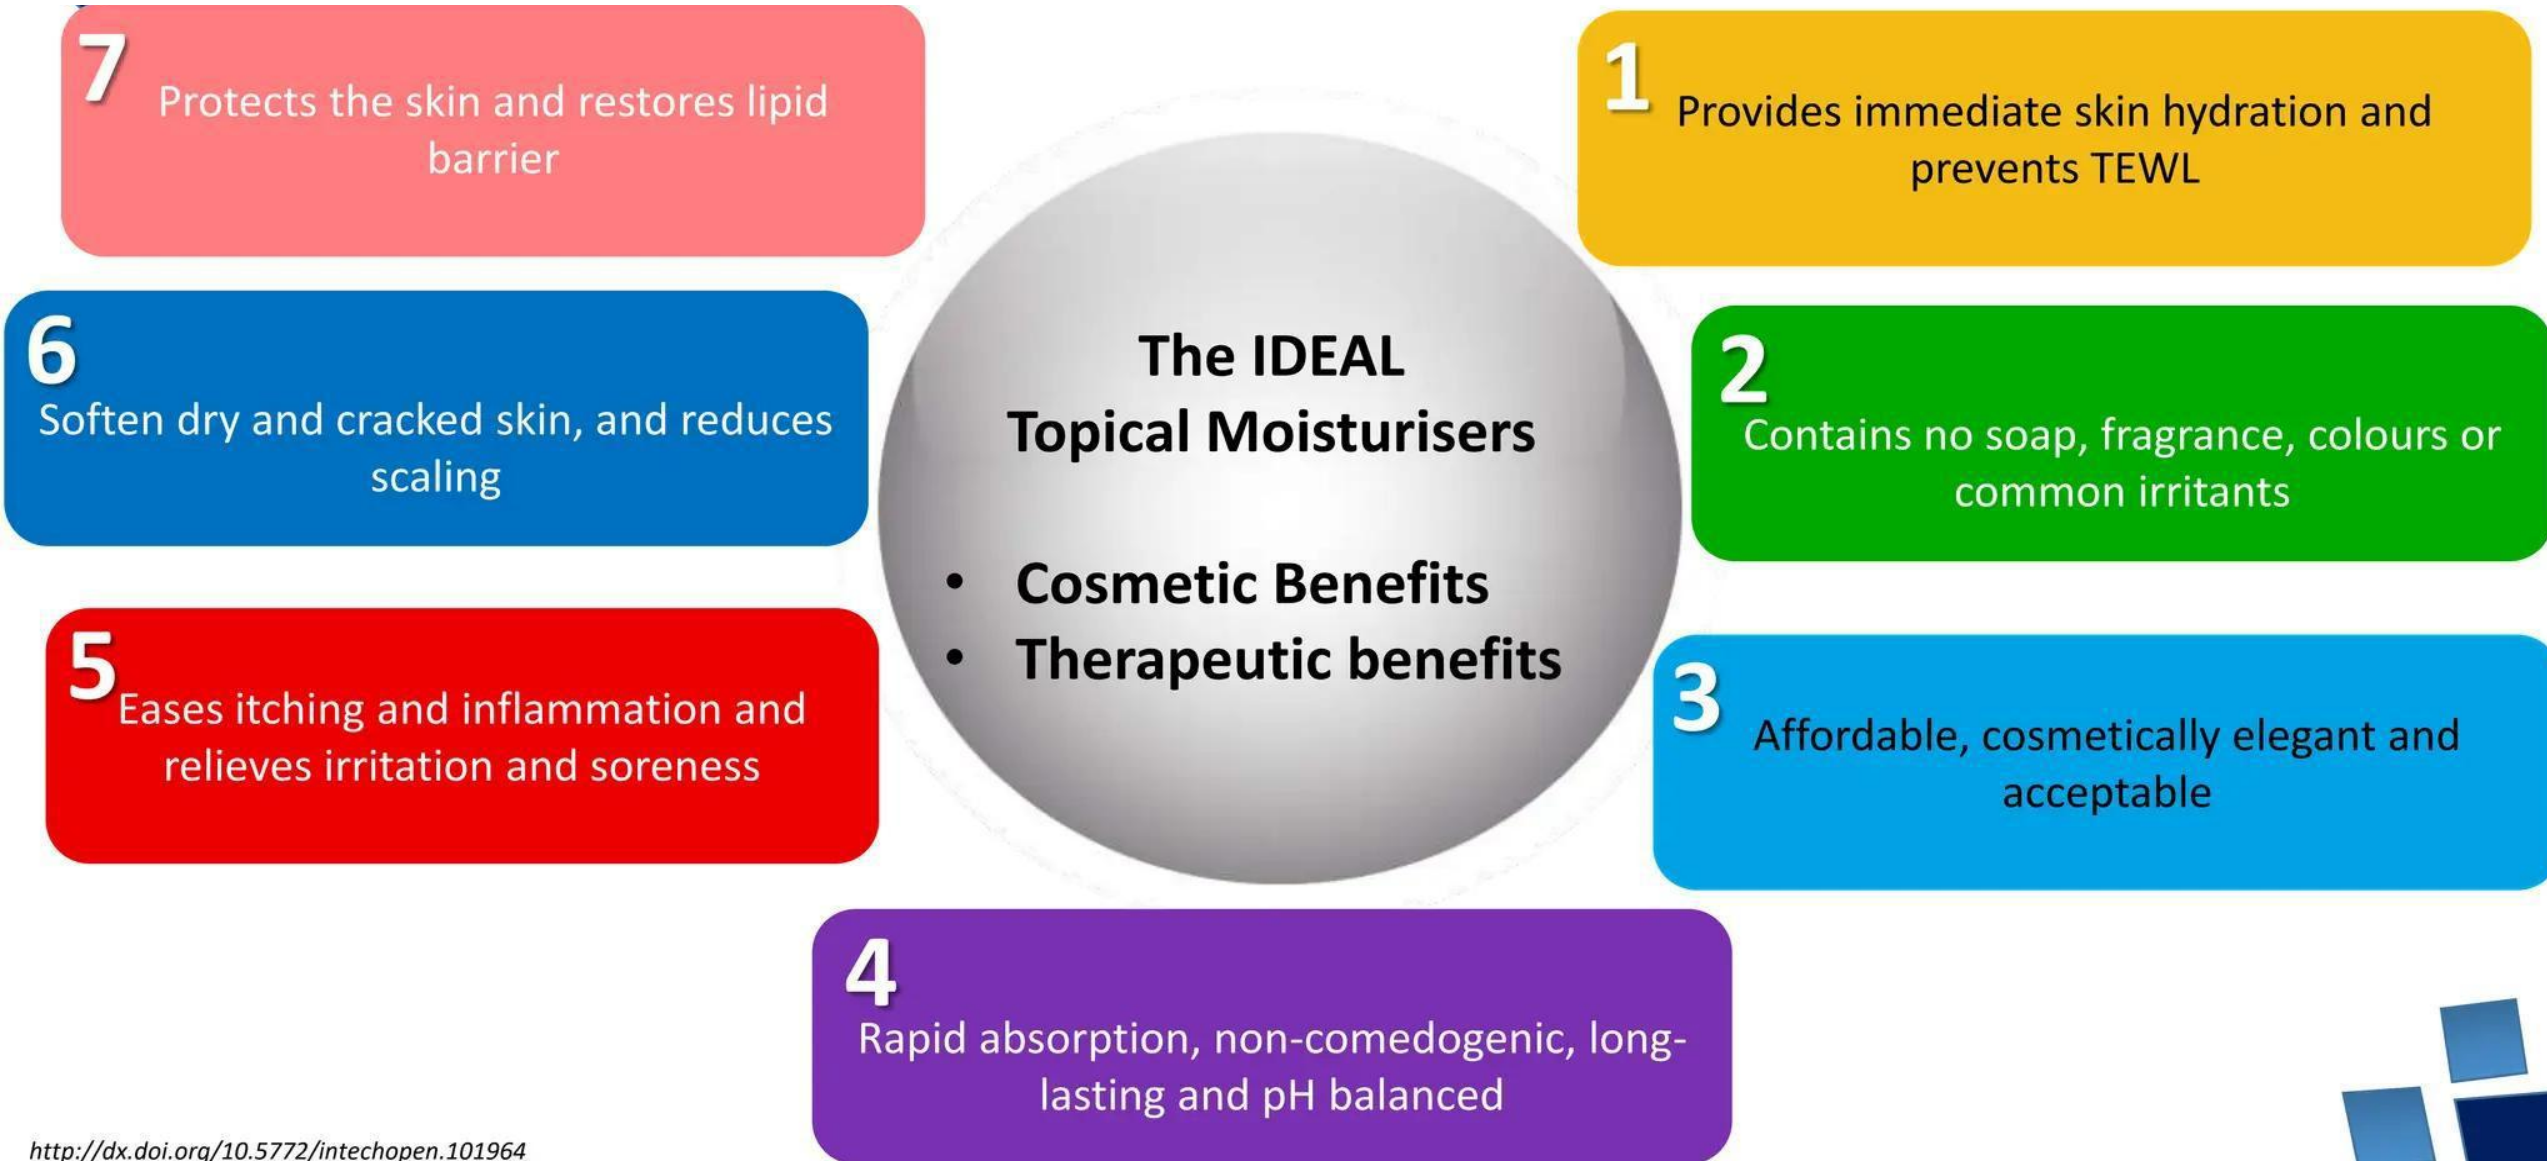 The IDEAL
Topical Moisturisers
• Cosmetic Benefits
• Therapeutic benefits
1
Provides immediate skin hydration and
prevents TEWL
2
Contains no soap, fragrance, colours or
common irritants
3
Affordable, cosmetically elegant and
acceptable
4
Rapid absorption, non-comedogenic, long-
lasting and pH balanced
5
Eases itching and inflammation and
relieves irritation and soreness
6
Soften dry and cracked skin, and reduces
scaling
7
Protects the skin and restores lipid
barrier
http://dx.doi.org/10.5772/intechopen.101964